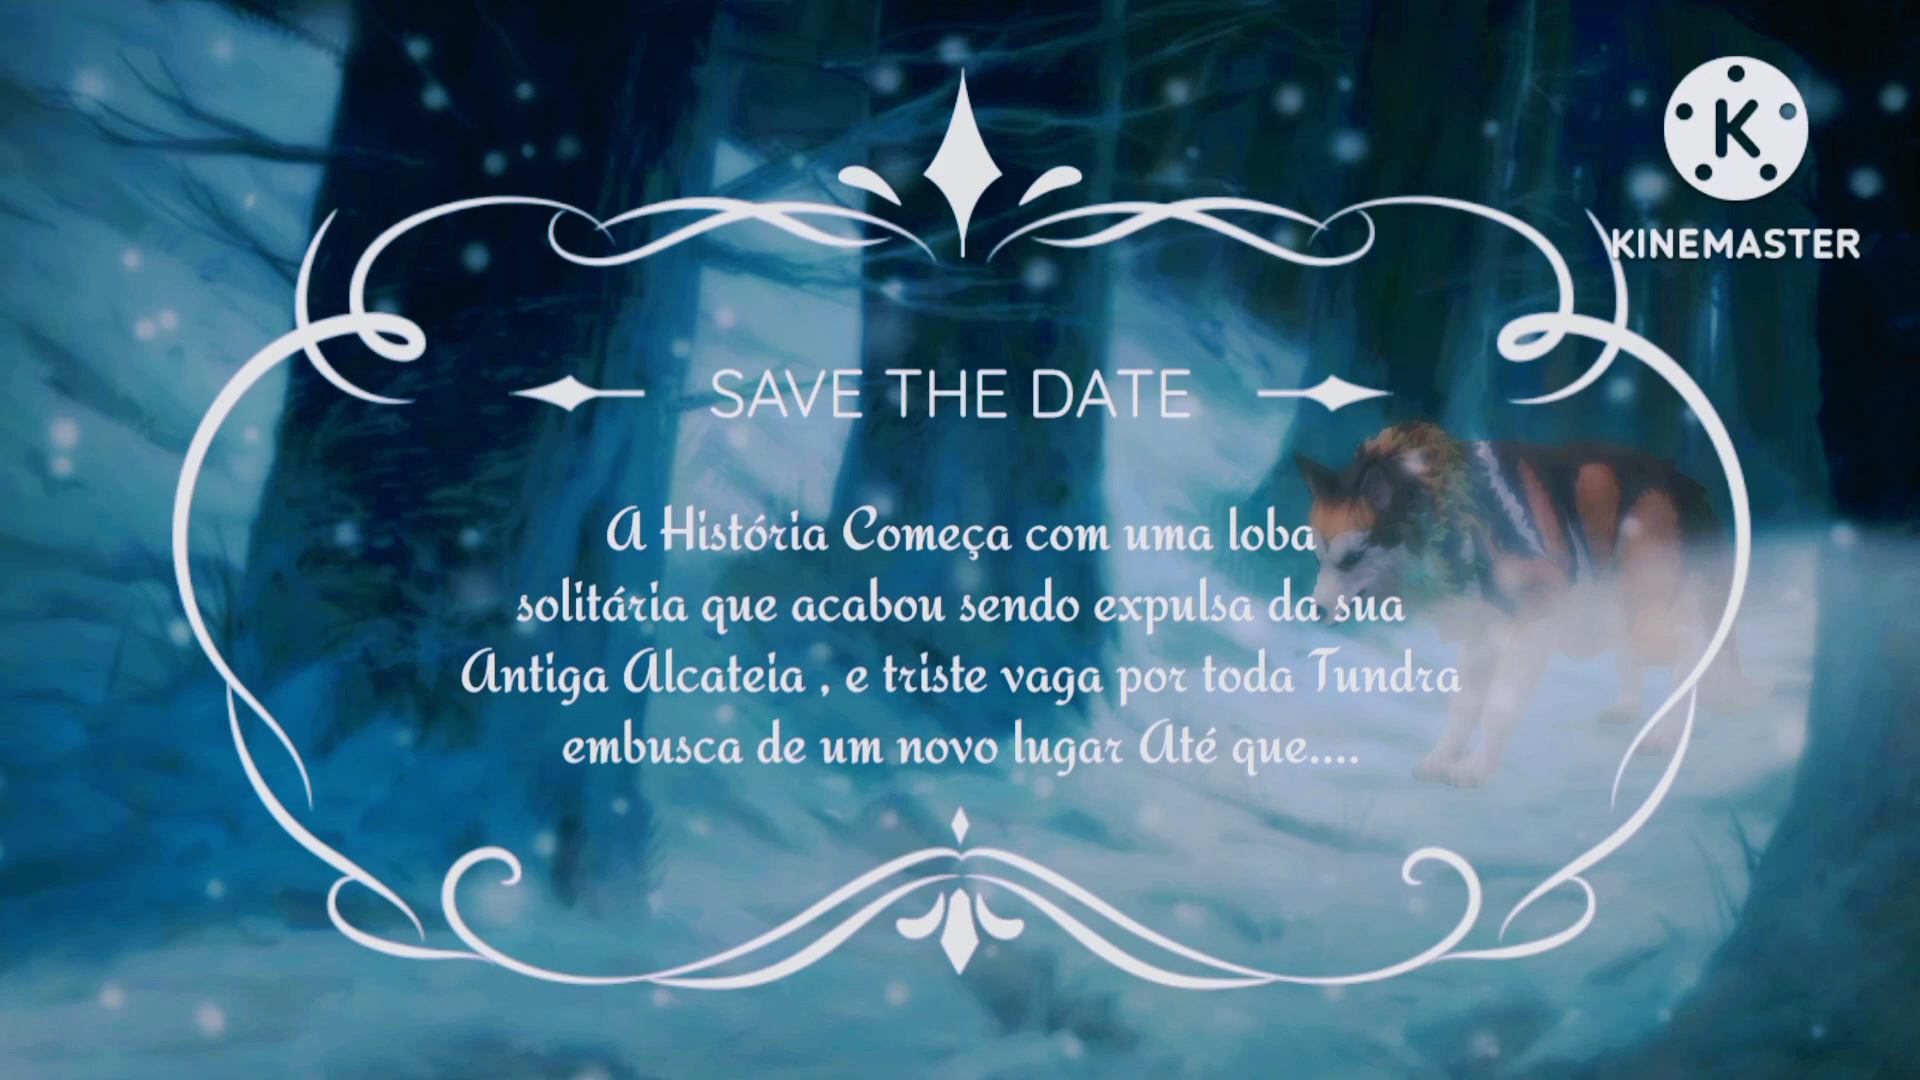 K
KINEMASTER
SAVE THE DATE
A História Começa com uma loba
solitária que acabou sendo expulsa da sua
Antiga Alcateia , e triste vaga por toda Tundra
embusca de um novo lugar Até que....